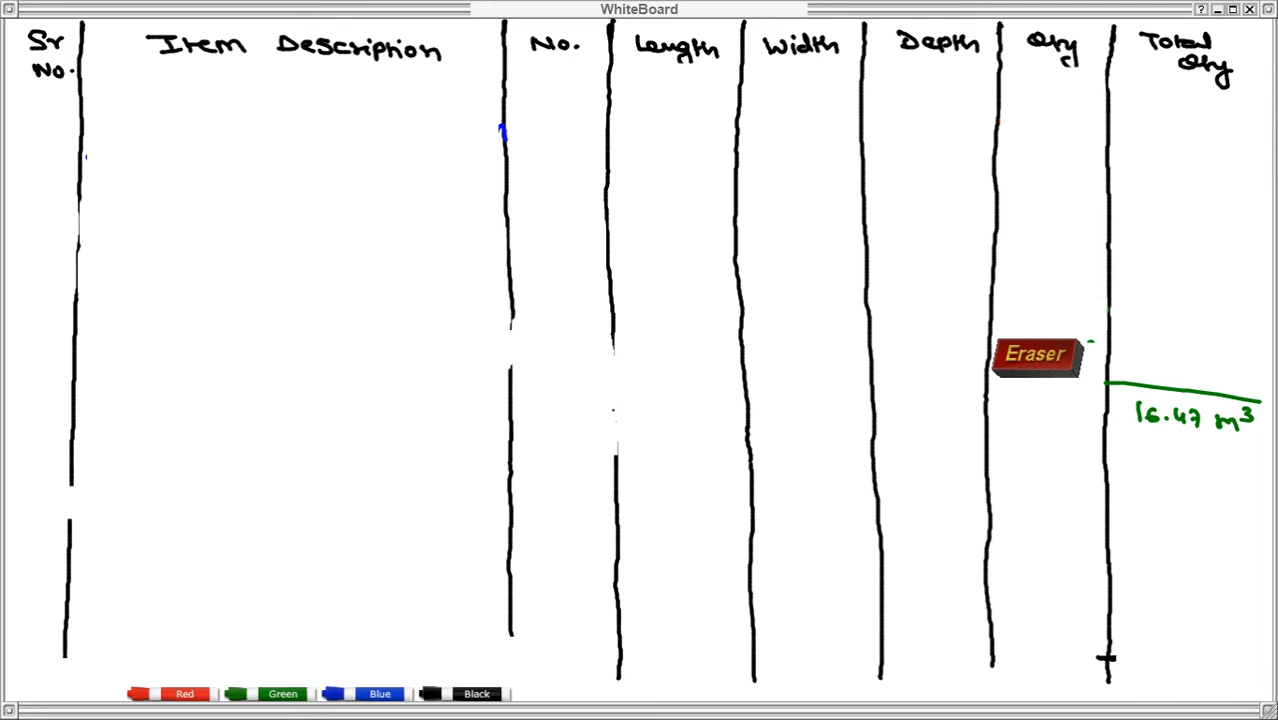 WhiteBoard
Sr No. Item Description No. Length Width Depth Qty Total Qty
Eraser
16.47 m³
Red Green Blue Black